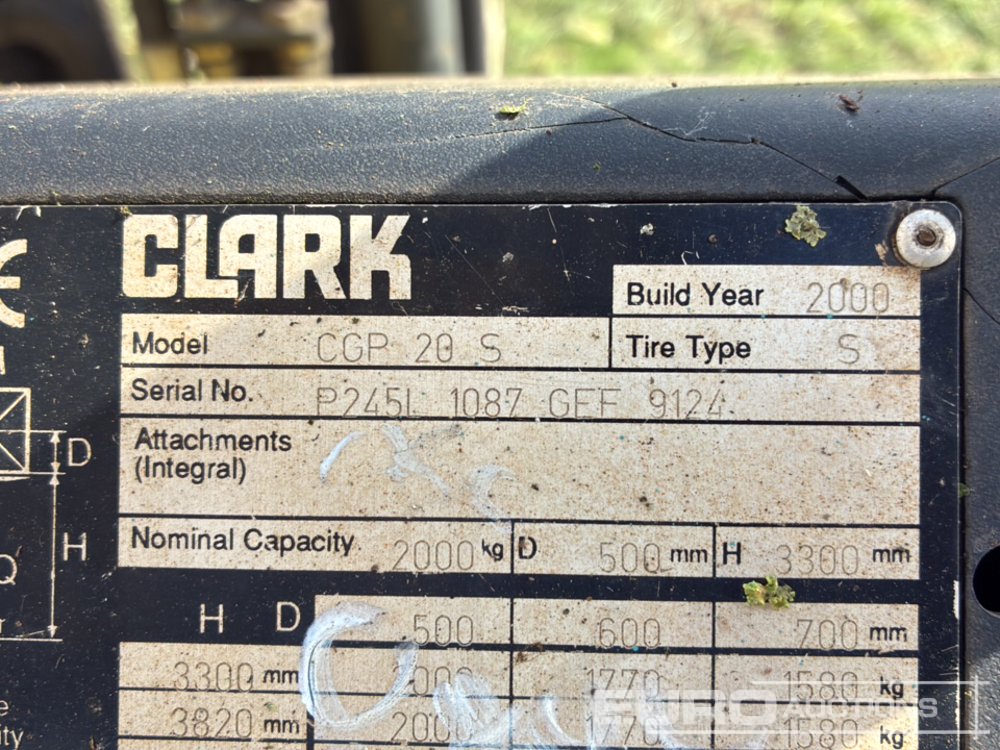 CLARK
Build Year 2000
Model CGP 20 S Tire Type S
Serial No. P245L 1087 GEF 9124
Attachments
(Integral)
Nominal Capacity 2000 kg D 500 mm H 3300 mm
D
H
Q
H D 500 600 700 mm
3300 mm 1770 1580 kg
3820 mm 1580 kg
EURO
Auctions